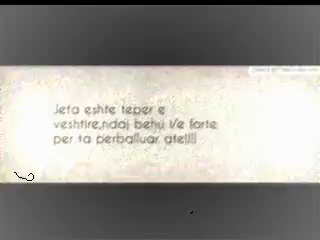 Jeta eshte teper e
veshtire,ndaj behu i/e forte
per ta perballuar ate!!!!